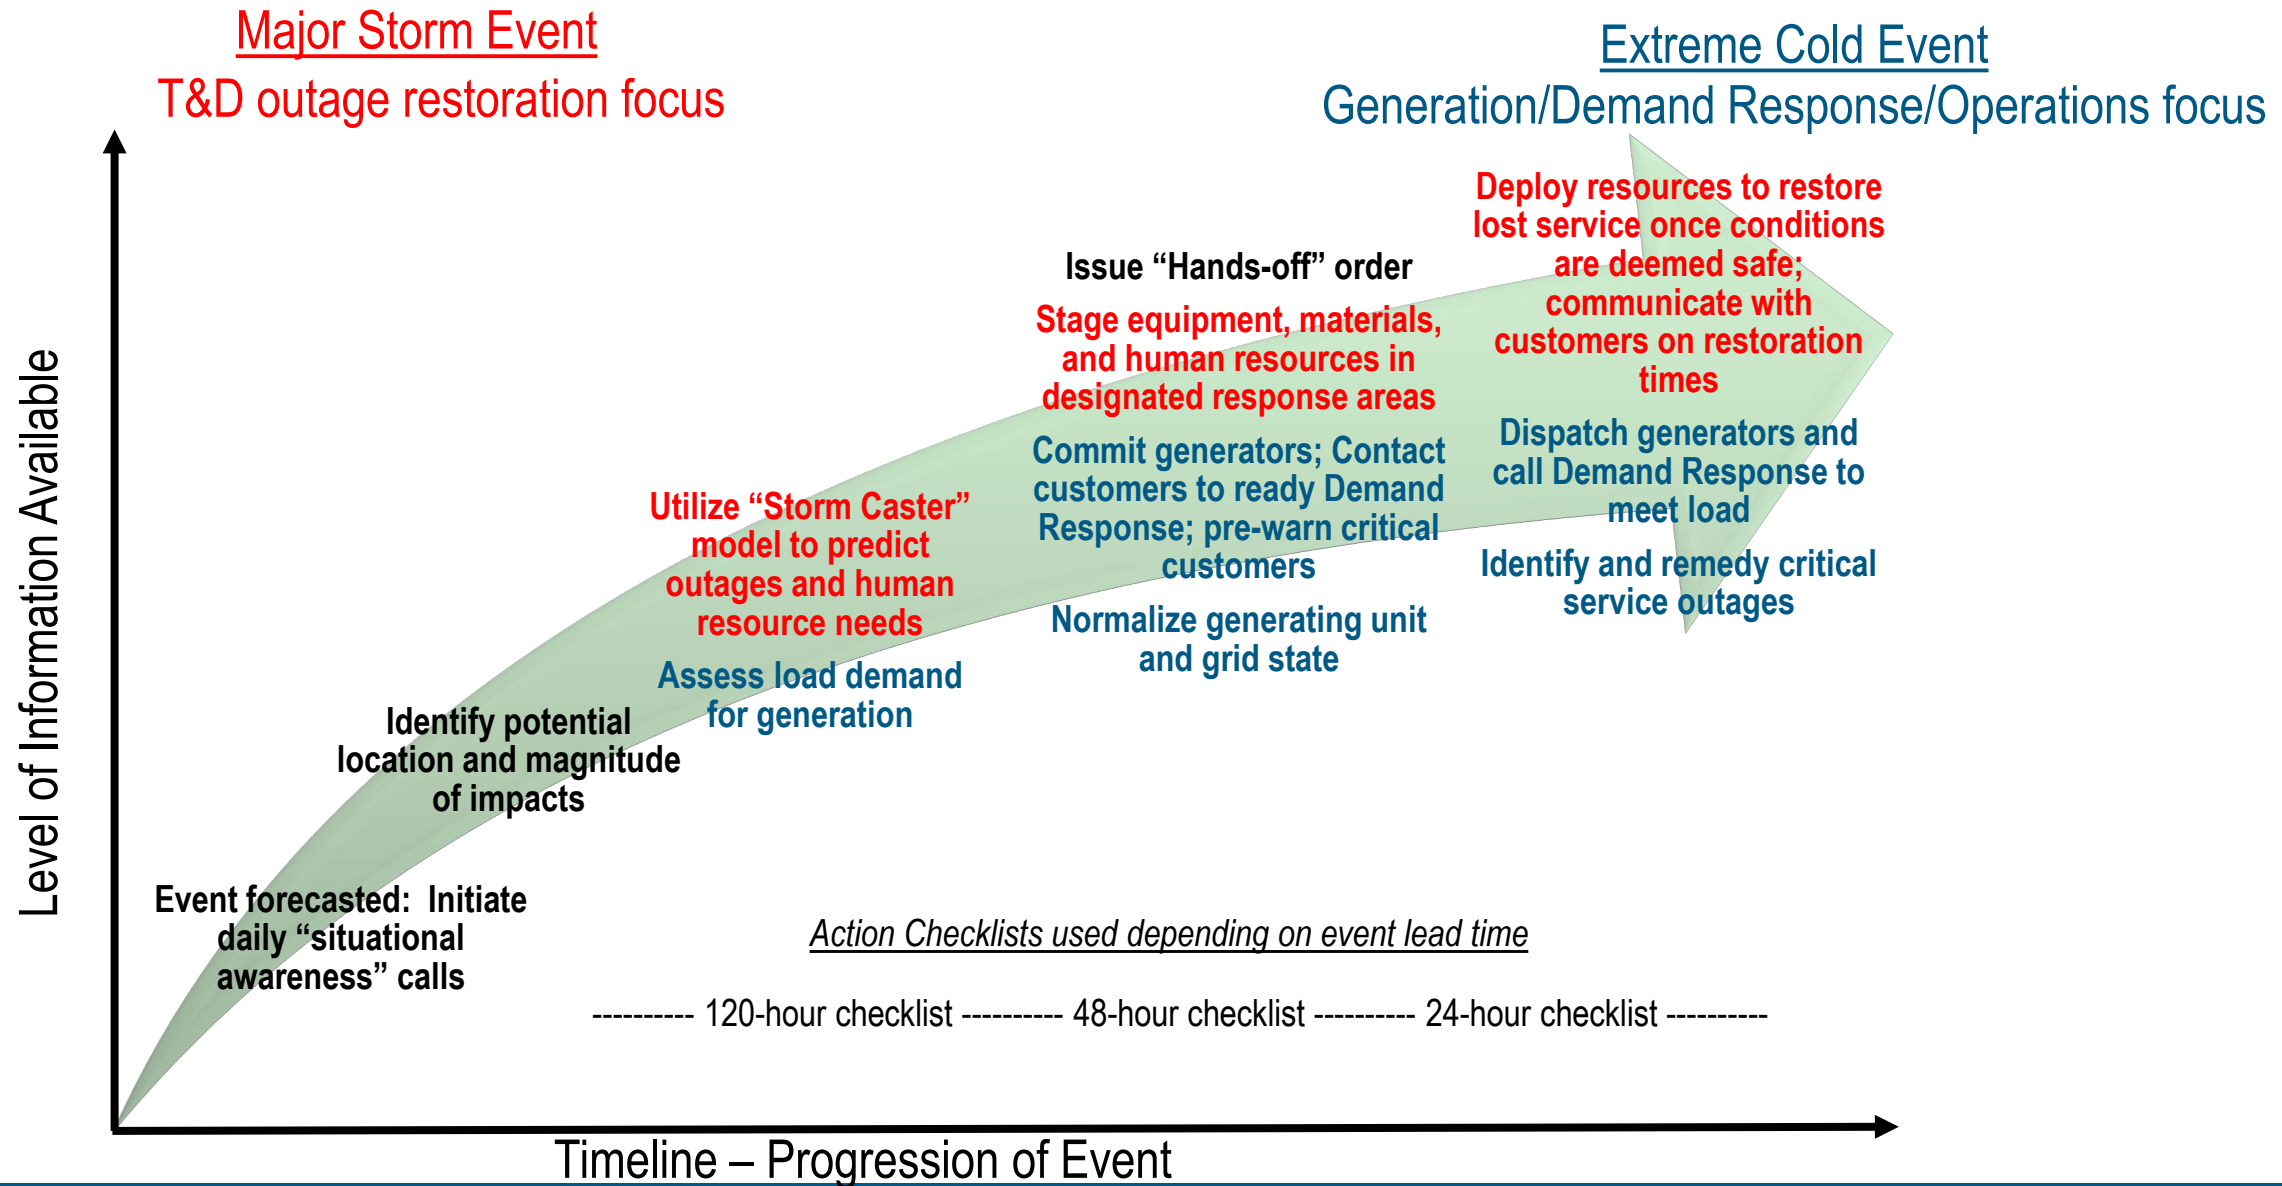 Major Storm Event
T&D outage restoration focus
Extreme Cold Event
Generation/Demand Response/Operations focus
Level of Information Available
Event forecasted:  Initiate
daily “situational
awareness” calls
Identify potential
location and magnitude
of impacts
Utilize “Storm Caster”
model to predict
outages and human
resource needs
Assess load demand
for generation
Issue “Hands-off” order
Stage equipment, materials,
and human resources in
designated response areas
Commit generators; Contact
customers to ready Demand
Response; pre-warn critical
customers
Normalize generating unit
and grid state
Deploy resources to restore
lost service once conditions
are deemed safe;
communicate with
customers on restoration
times
Dispatch generators and
call Demand Response to
meet load
Identify and remedy critical
service outages
Action Checklists used depending on event lead time
---------- 120-hour checklist ---------- 48-hour checklist ---------- 24-hour checklist ----------
Timeline – Progression of Event